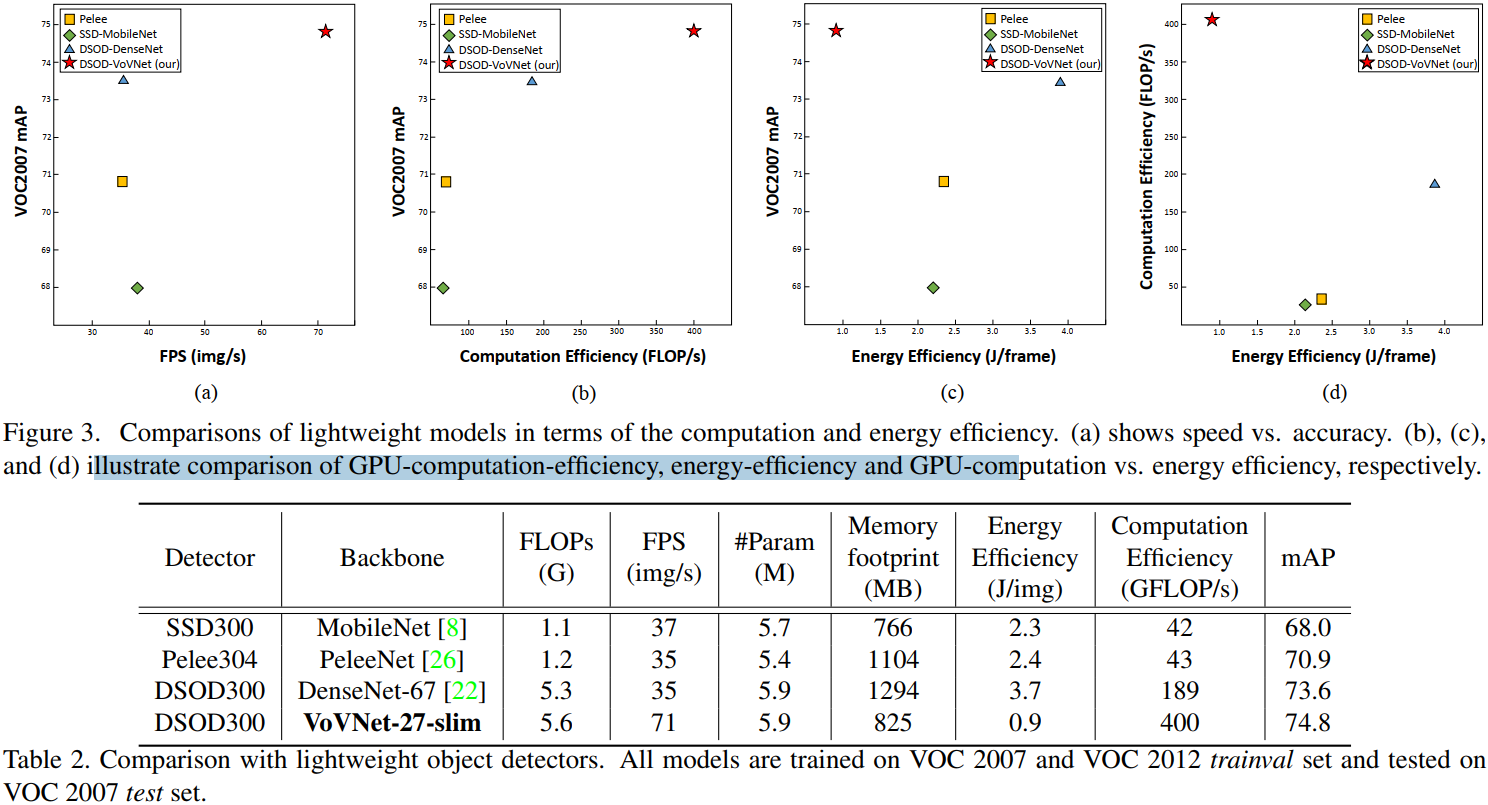 75
74
73
72
71
70
69
68
VOC2007 mAP
Pelee
SSD-MobileNet
DSOD-DenseNet
DSOD-VoVNet (our)
30 40 50 60 70
FPS (img/s)
(a)
75
74
73
72
71
70
69
68
VOC2007 mAP
Pelee
SSD-MobileNet
DSOD-DenseNet
DSOD-VoVNet (our)
100 150 200 250 300 350 400
Computation Efficiency (FLOP/s)
(b)
75
74
73
72
71
70
69
68
VOC2007 mAP
Pelee
SSD-MobileNet
DSOD-DenseNet
DSOD-VoVNet (our)
1.0 1.5 2.0 2.5 3.0 3.5 4.0
Energy Efficiency (J/frame)
(c)
400
350
300
250
200
150
100
50
Computation Efficiency (FLOP/s)
Pelee
SSD-MobileNet
DSOD-DenseNet
DSOD-VoVNet (our)
1.0 1.5 2.0 2.5 3.0 3.5 4.0
Energy Efficiency (J/frame)
(d)
Figure 3. Comparisons of lightweight models in terms of the computation and energy efficiency. (a) shows speed vs. accuracy. (b), (c),
and (d) illustrate comparison of GPU-computation-efficiency, energy-efficiency and GPU-computation vs. energy efficiency, respectively.
Detector Backbone FLOPs (G) FPS (img/s) #Param (M) Memory footprint (MB) Energy Efficiency (J/img) Computation Efficiency (GFLOP/s) mAP
SSD300 MobileNet [8] 1.1 37 5.7 766 2.3 42 68.0
Pelee304 PeleeNet [26] 1.2 35 5.4 1104 2.4 43 70.9
DSOD300 DenseNet-67 [22] 5.3 35 5.9 1294 3.7 189 73.6
DSOD300 VoVNet-27-slim 5.6 71 5.9 825 0.9 400 74.8
Table 2. Comparison with lightweight object detectors. All models are trained on VOC 2007 and VOC 2012 trainval set and tested on
VOC 2007 test set.